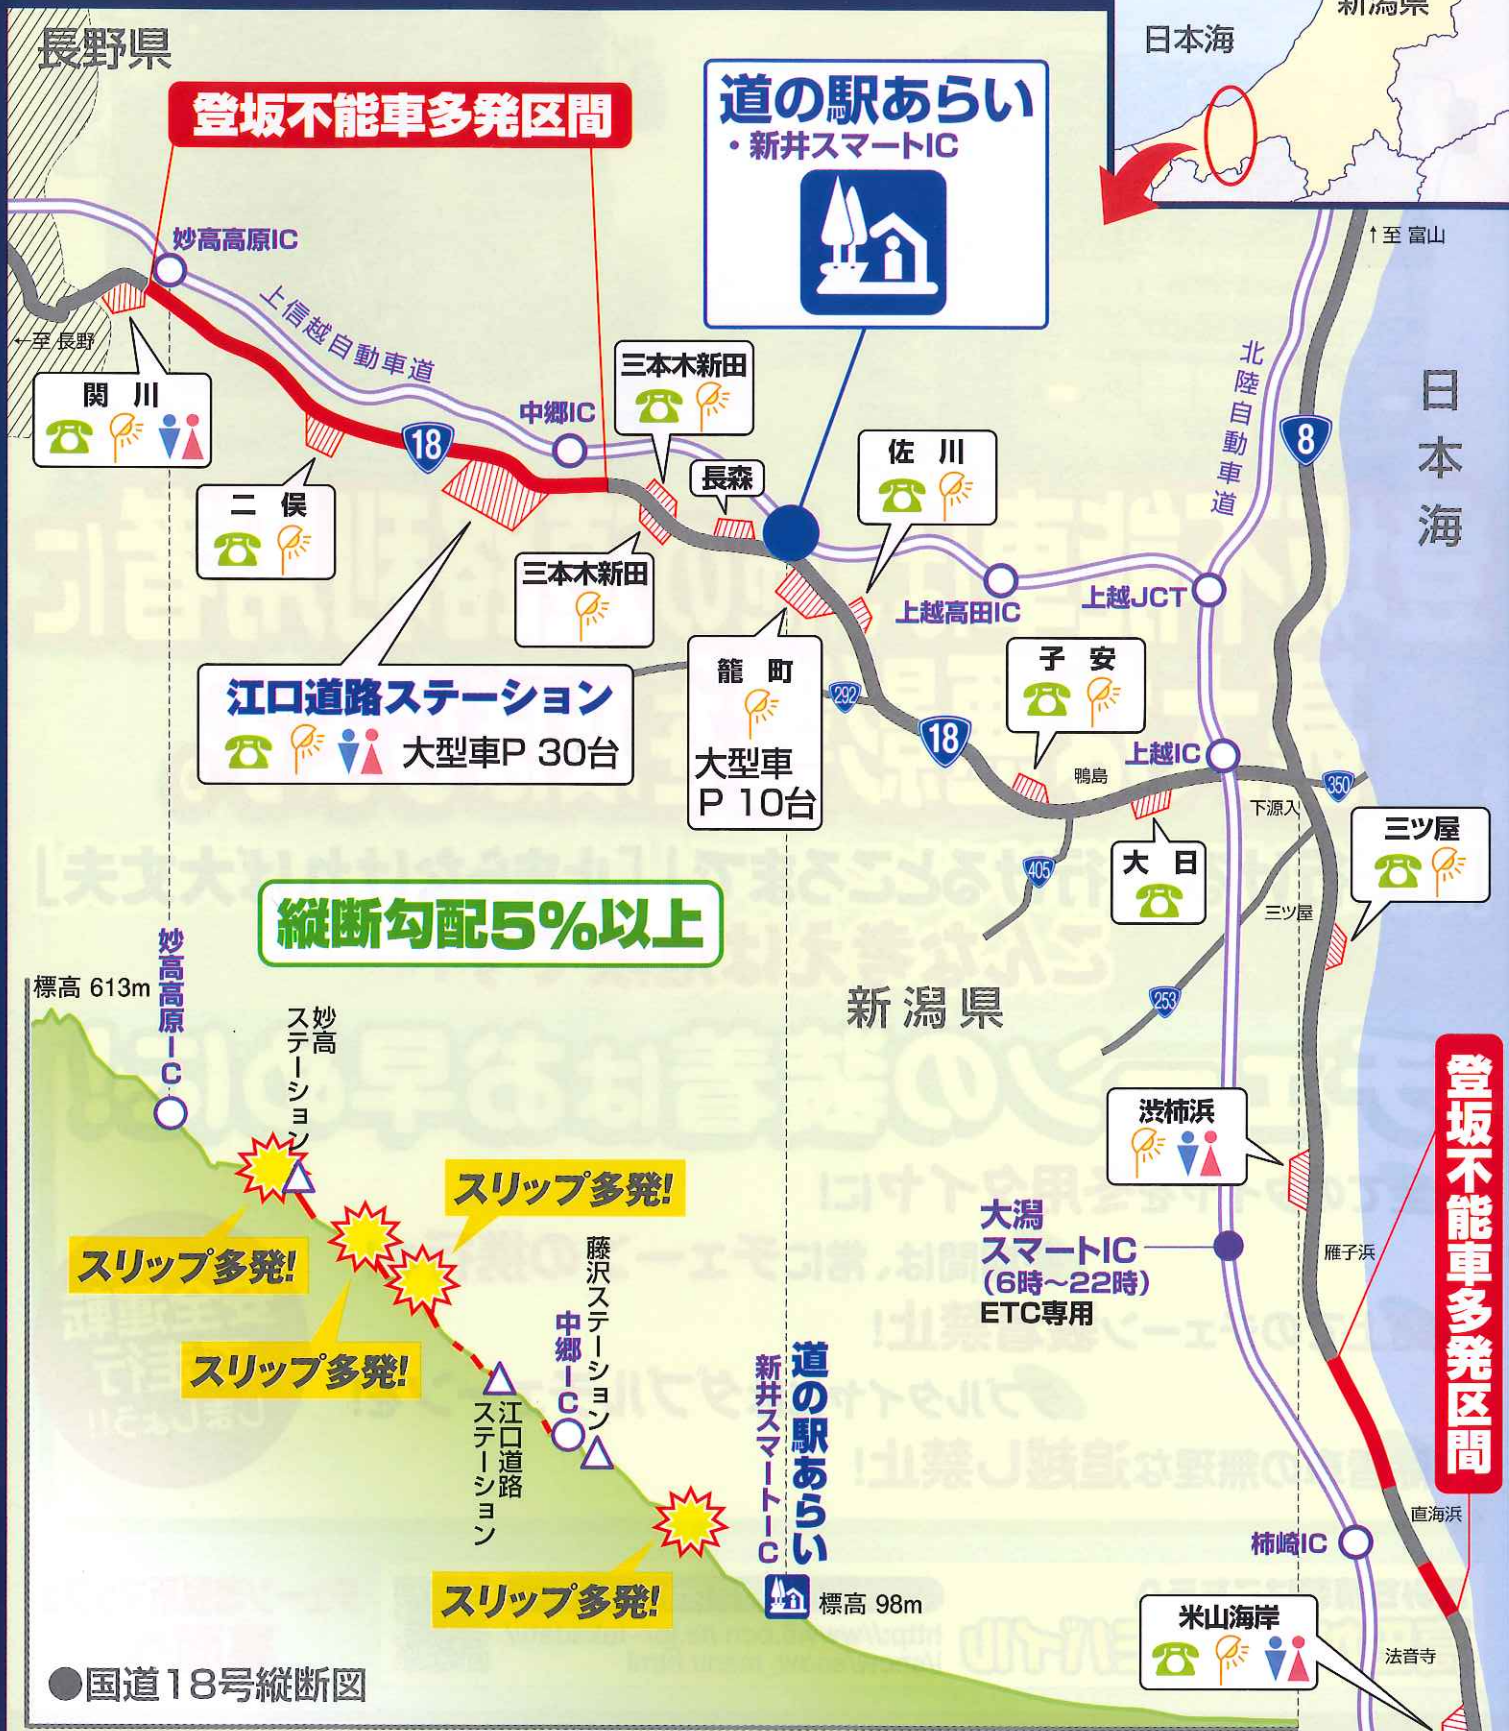 長野県
新潟県
日本海
登坂不能車多発区間
道の駅あらい
・新井スマートIC
↑至 富山
妙高高原IC
上信越自動車道
←至 長野
関 川
二 俣
18
中郷IC
三本木新田
長森
佐 川
北陸自動車道
8
日本海
三本木新田
上越高田IC
上越JCT
江口道路ステーション
大型車P 30台
籠 町
大型車
P 10台
292
18
子 安
鴨島
上越IC
350
下源入
大 日
405
三ツ屋
三ツ屋
253
新潟県
縦断勾配5%以上
標高 613m
妙高高原IC
妙高
ステーション
スリップ多発!
スリップ多発!
スリップ多発!
江口道路
ステーション
中郷IC
藤沢ステーション
スリップ多発!
道の駅あらい
新井スマートIC
標高 98m
●国道18号縦断図
渋柿浜
大潟
スマートIC
(6時～22時)
ETC専用
雁子浜
登坂不能車多発区間
直海浜
柿崎IC
米山海岸
法音寺